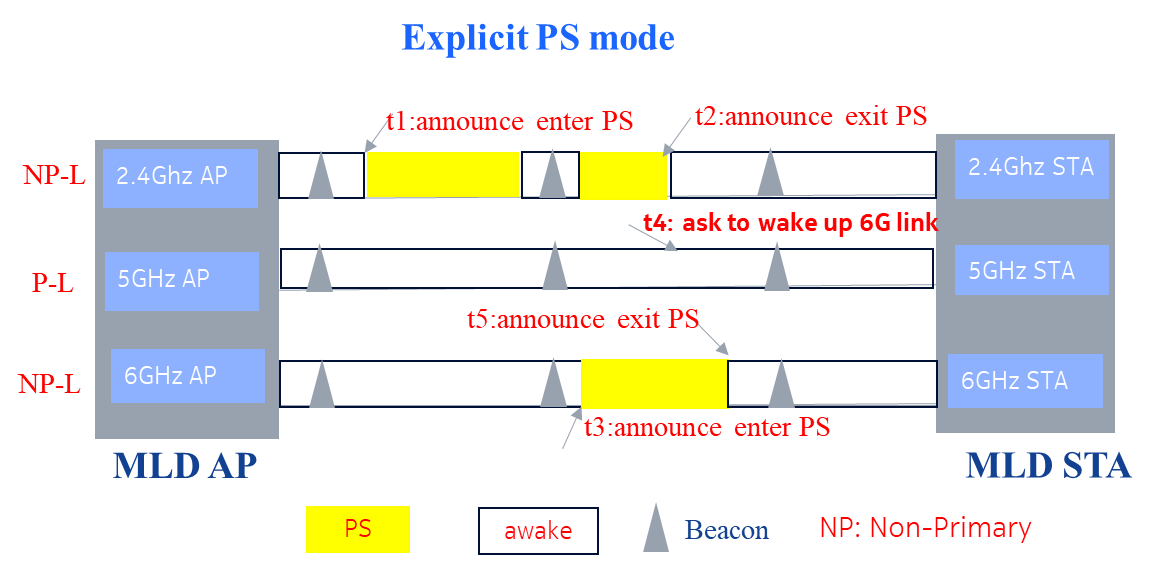 Explicit PS mode
t1:announce enter PS
t2:announce exit PS
NP-L
2.4Ghz AP
2.4Ghz STA
t4: ask to wake up 6G link
P-L
5GHz AP
5GHz STA
t5:announce exit PS
NP-L
6GHz AP
6GHz STA
t3:announce enter PS
MLD AP
MLD STA
PS
awake
Beacon
NP: Non-Primary